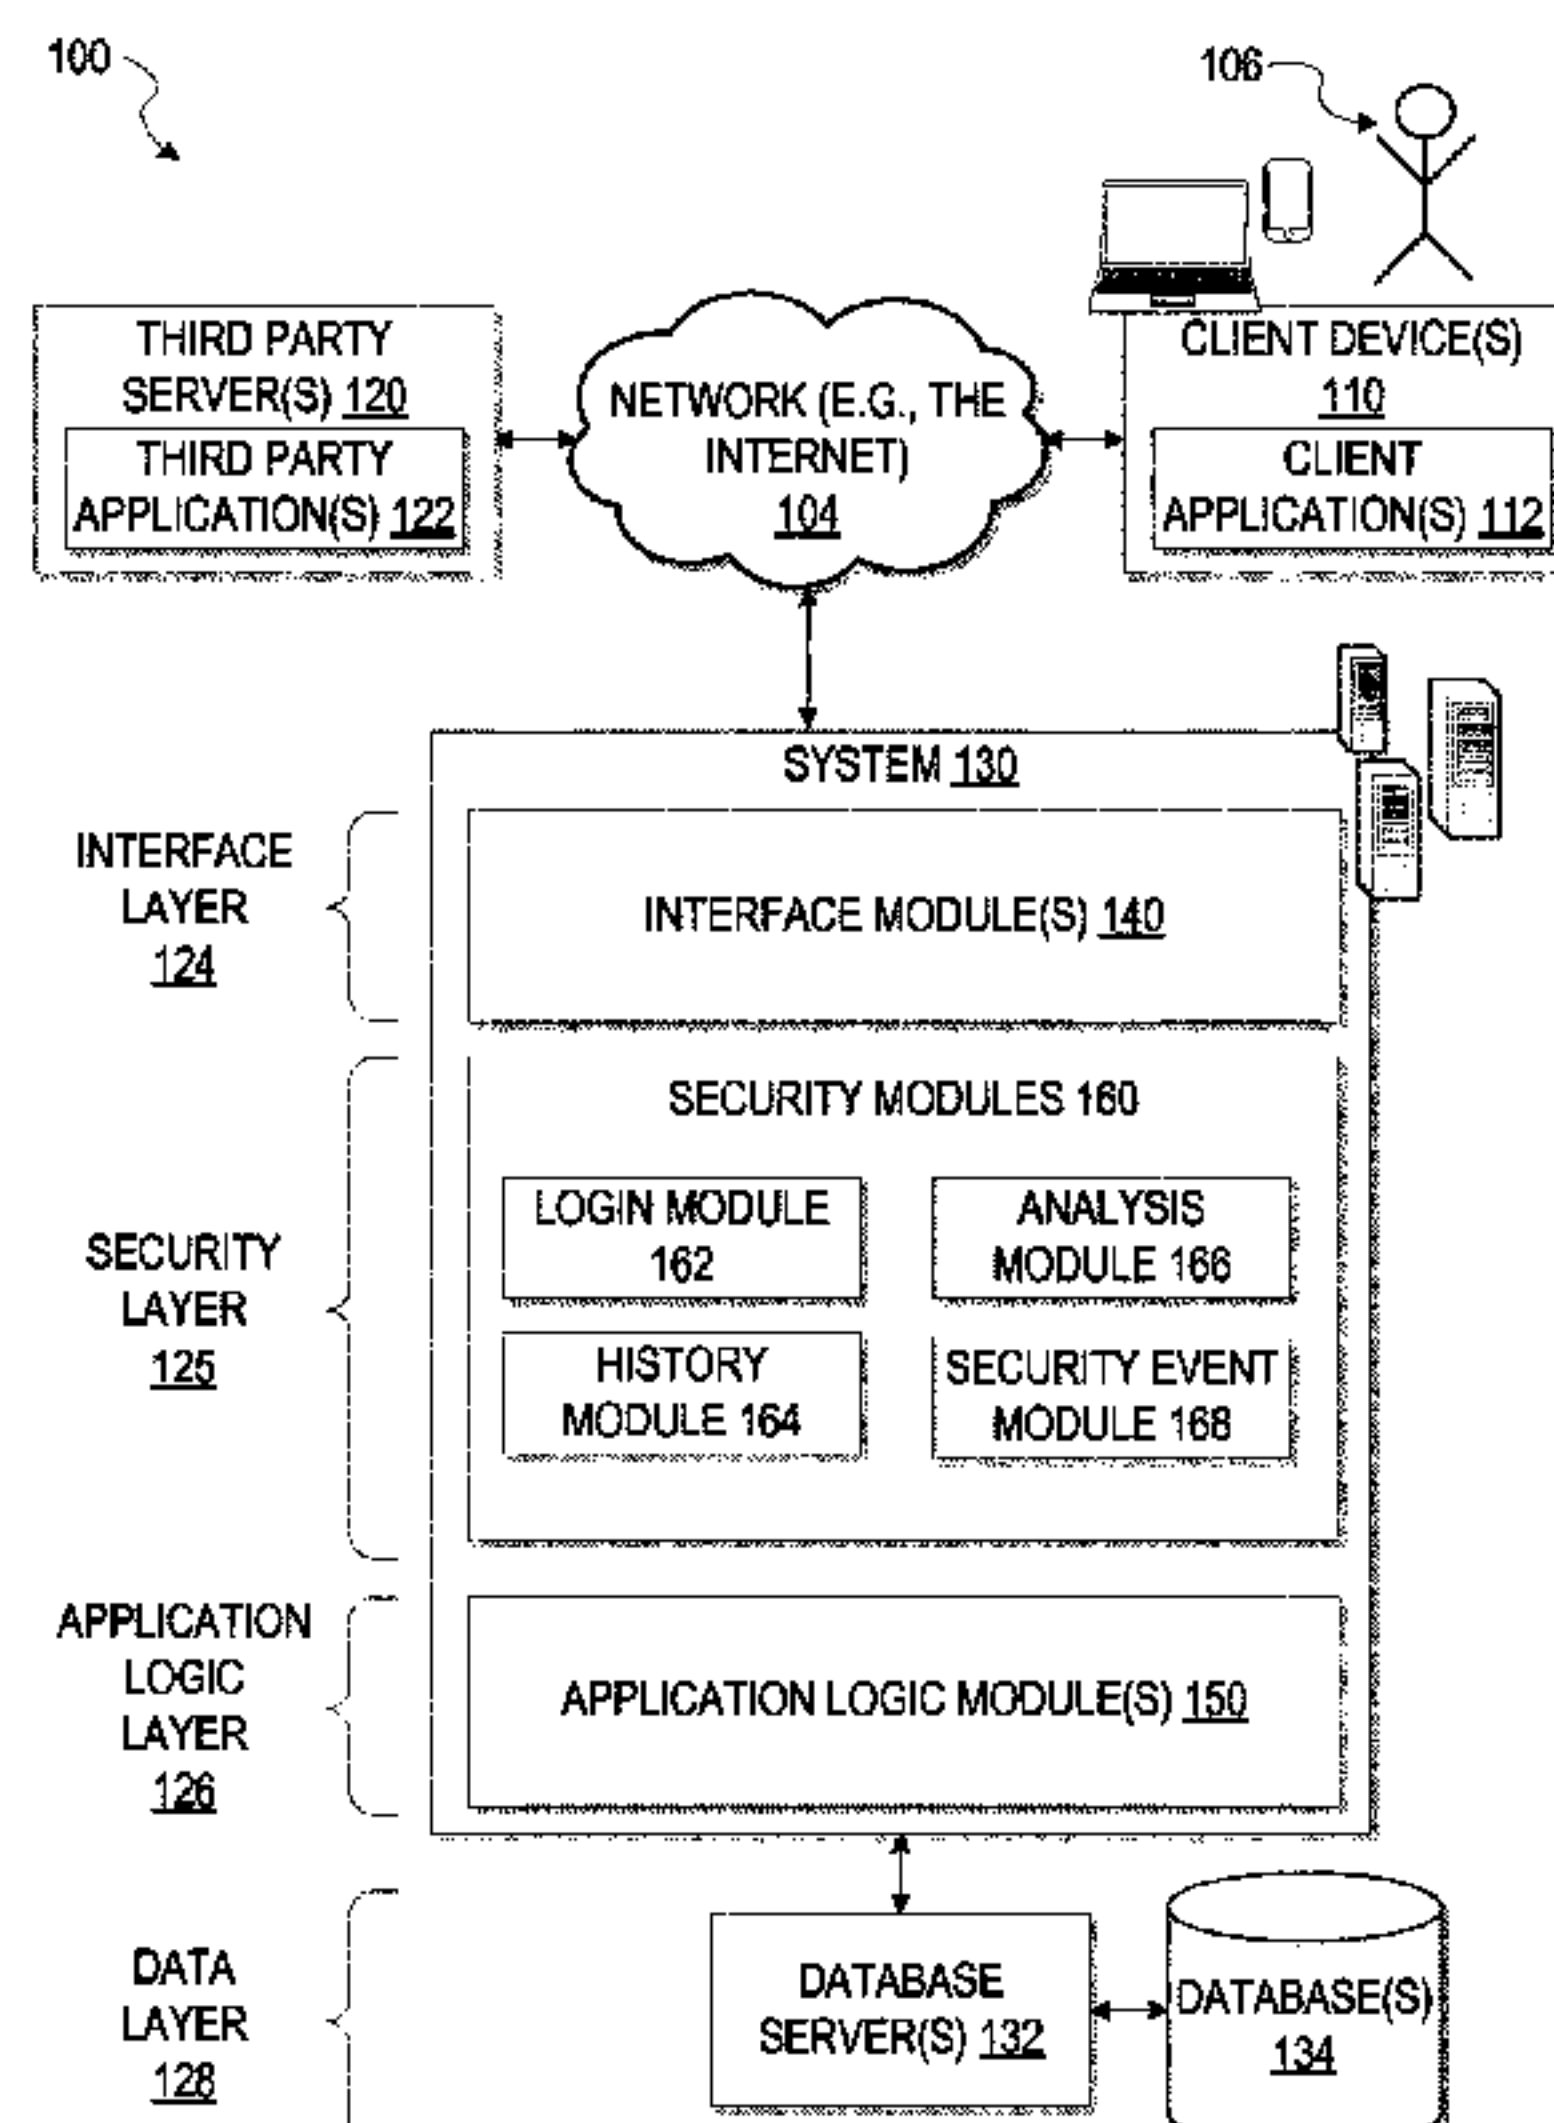 100
106
THIRD PARTY
SERVER(S) 120
THIRD PARTY
APPLICATION(S) 122
NETWORK (E.G., THE
INTERNET)
104
CLIENT DEVICE(S)
110
CLIENT
APPLICATION(S) 112
SYSTEM 130
INTERFACE
LAYER
124
INTERFACE MODULE(S) 140
SECURITY
LAYER
125
SECURITY MODULES 160
LOGIN MODULE
162
ANALYSIS
MODULE 166
HISTORY
MODULE 164
SECURITY EVENT
MODULE 168
APPLICATION
LOGIC
LAYER
126
APPLICATION LOGIC MODULE(S) 150
DATA
LAYER
128
DATABASE
SERVER(S) 132
DATABASE(S)
134